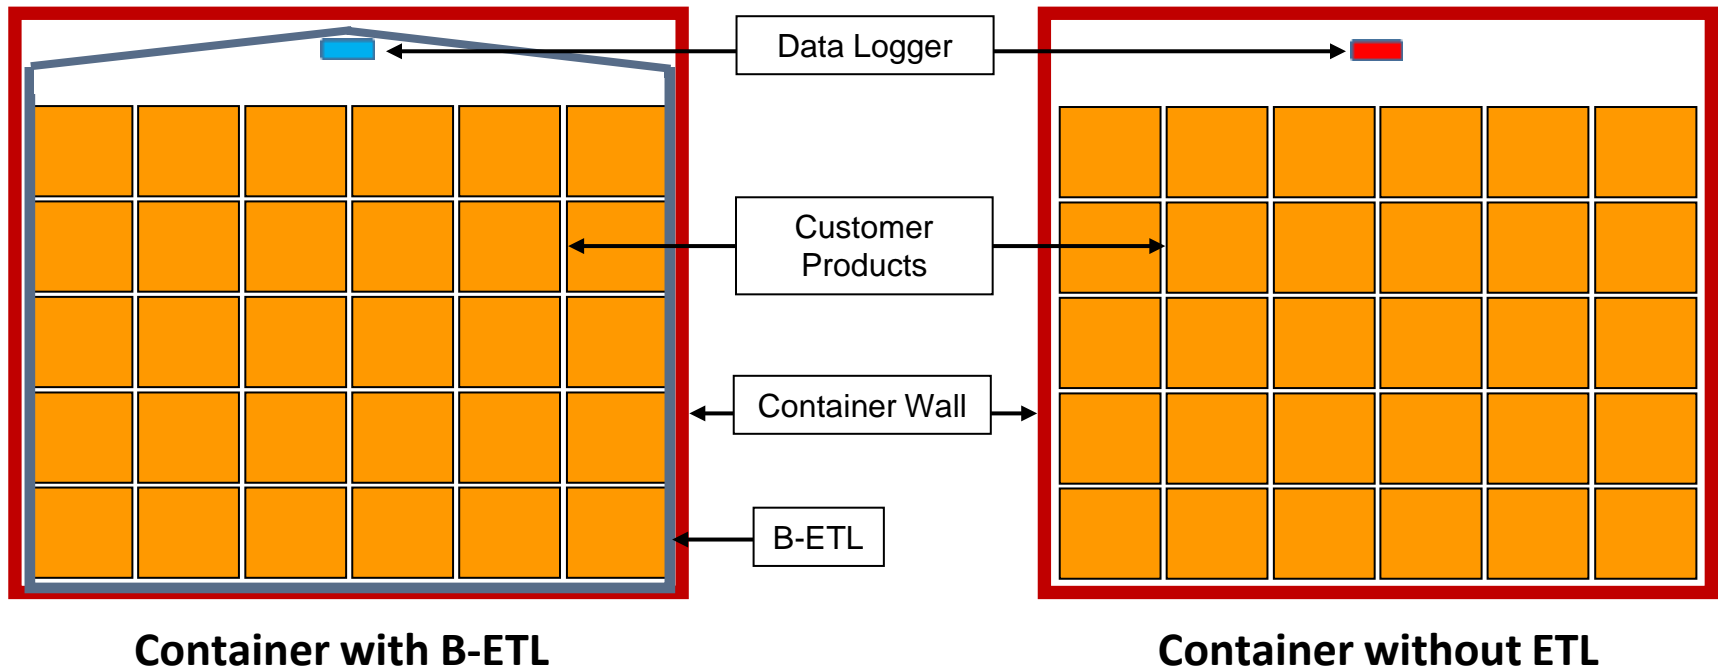 Data Logger
Customer
Products
Container Wall
B-ETL
Container with B-ETL
Container without ETL